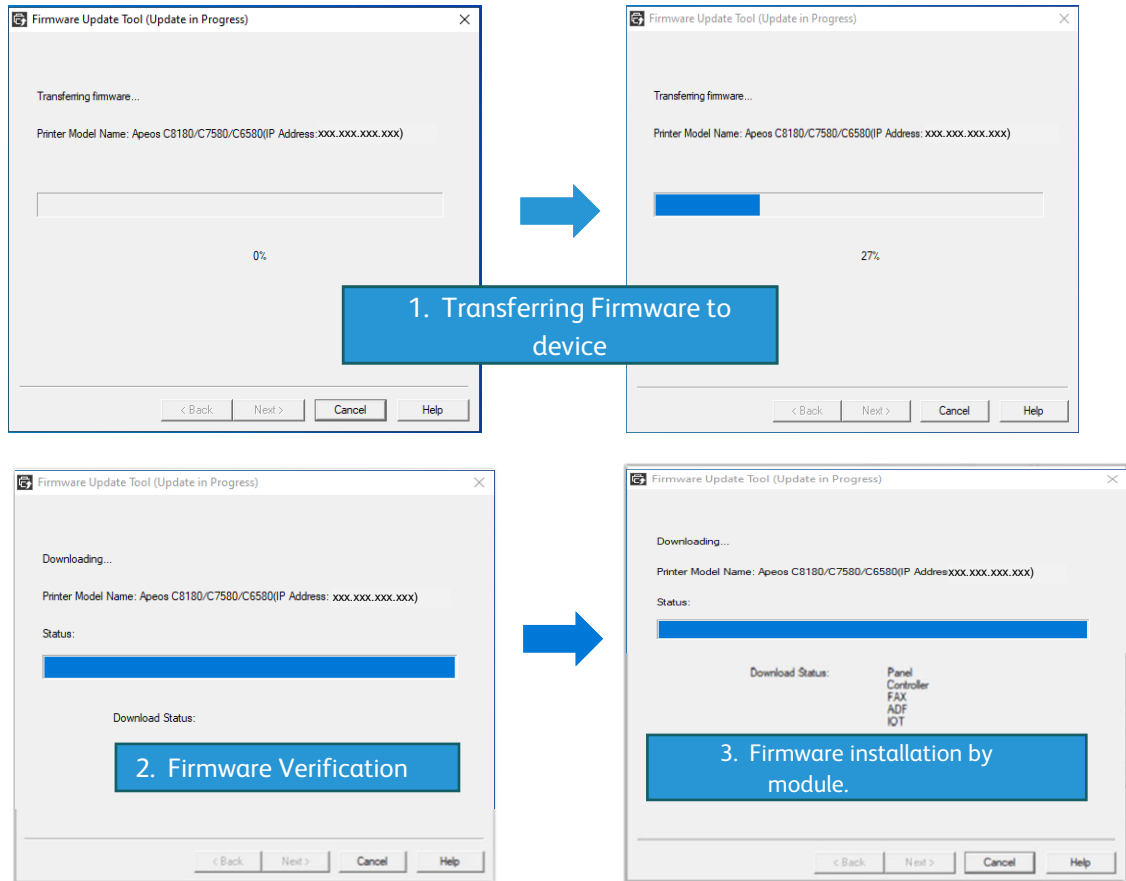 Firmware Update Tool (Update in Progress)
Transferring firmware...
Printer Model Name: Apeos C8180/C7580/C6580(IP Address:xxx.xxx.xxx.xxx)
0%
< Back Next > Cancel Help
Firmware Update Tool (Update in Progress)
Transferring firmware...
Printer Model Name: Apeos C8180/C7580/C6580(IP Address: xxx.xxx.xxx.xxx)
27%
< Back Next > Cancel Help
1. Transferring Firmware to
device
Firmware Update Tool (Update in Progress)
Downloading...
Printer Model Name: Apeos C8180/C7580/C6580(IP Address: xxx.xxx.xxx.xxx)
Status:
Download Status:
2. Firmware Verification
< Back Next > Cancel Help
Firmware Update Tool (Update in Progress)
Downloading...
Printer Model Name: Apeos C8180/C7580/C6580(IP Addresxxx.xxx.xxx.xxx)
Status:
Download Status: Panel
Controller
FAX
ADF
IOT
3. Firmware installation by
module.
< Back Next > Cancel Help